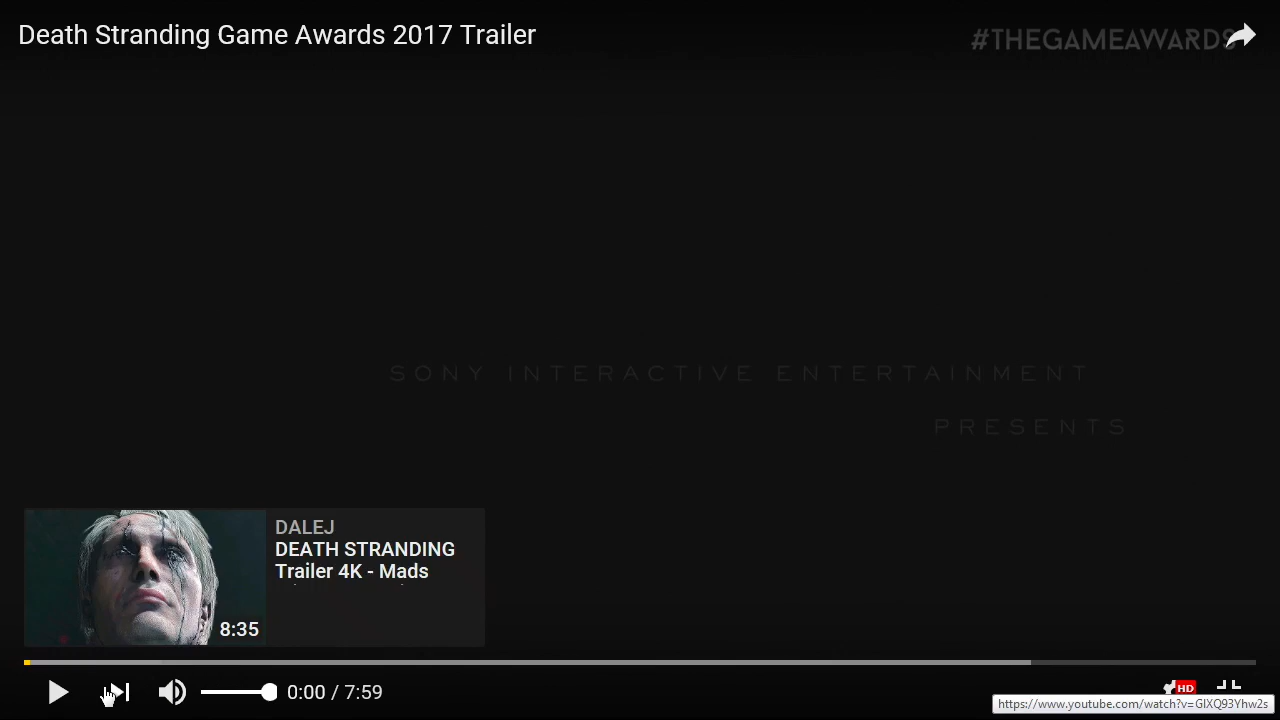 Death Stranding Game Awards 2017 Trailer
#THEGAMEAWARDS
SONY INTERACTIVE ENTERTAINMENT
PRESENTS
DALEJ
DEATH STRANDING
Trailer 4K - Mads
8:35
0:00 / 7:59
HD
https://www.youtube.com/watch?v=GlXQ93Yhw2s